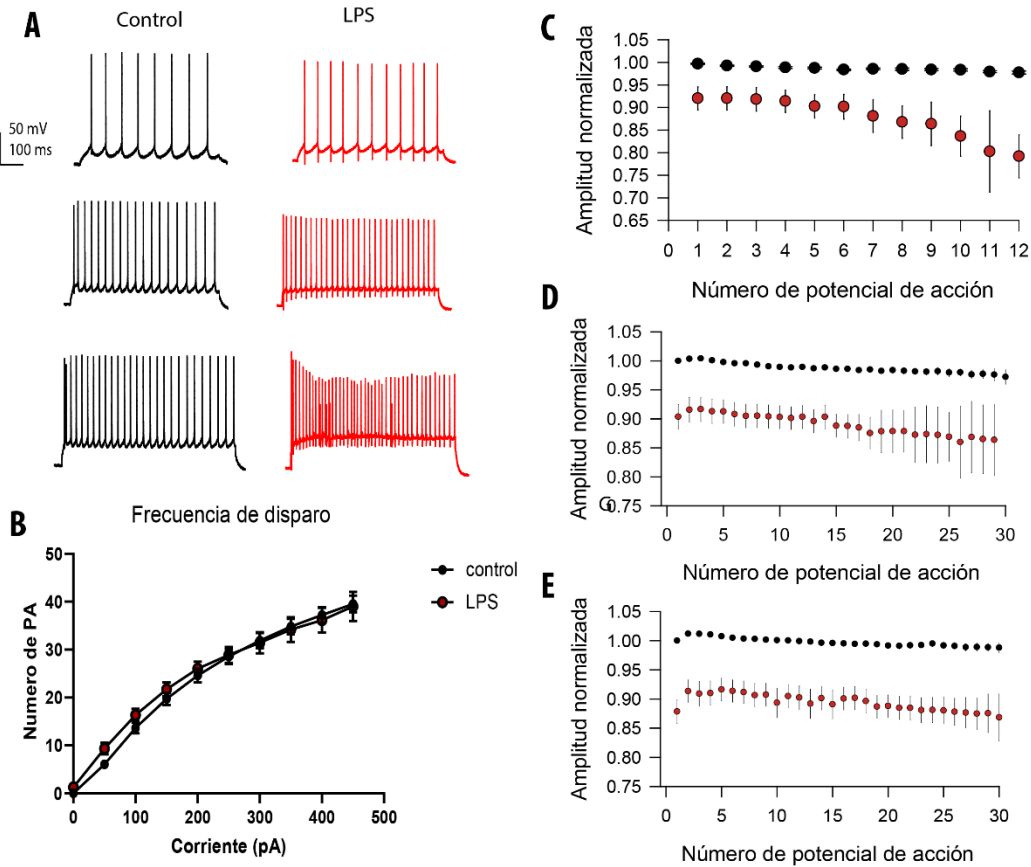 A
Control
LPS
50 mV
100 ms
B
Frecuencia de disparo
Numero de PA
50
40
30
20
10
0
0
100
200
300
400
500
Corriente (pA)
control
LPS
C
Amplitud normalizada
1.05
1.00
0.95
0.90
0.85
0.80
0.75
0.70
0.65
0
1
2
3
4
5
6
7
8
9
10
11
12
Número de potencial de acción
D
Amplitud normalizada
1.05
1.00
0.95
0.90
0.85
0.80
0.75
G
0
5
10
15
20
25
30
Número de potencial de acción
E
Amplitud normalizada
1.05
1.00
0.95
0.90
0.85
0.80
0.75
0
5
10
15
20
25
30
Número de potencial de acción